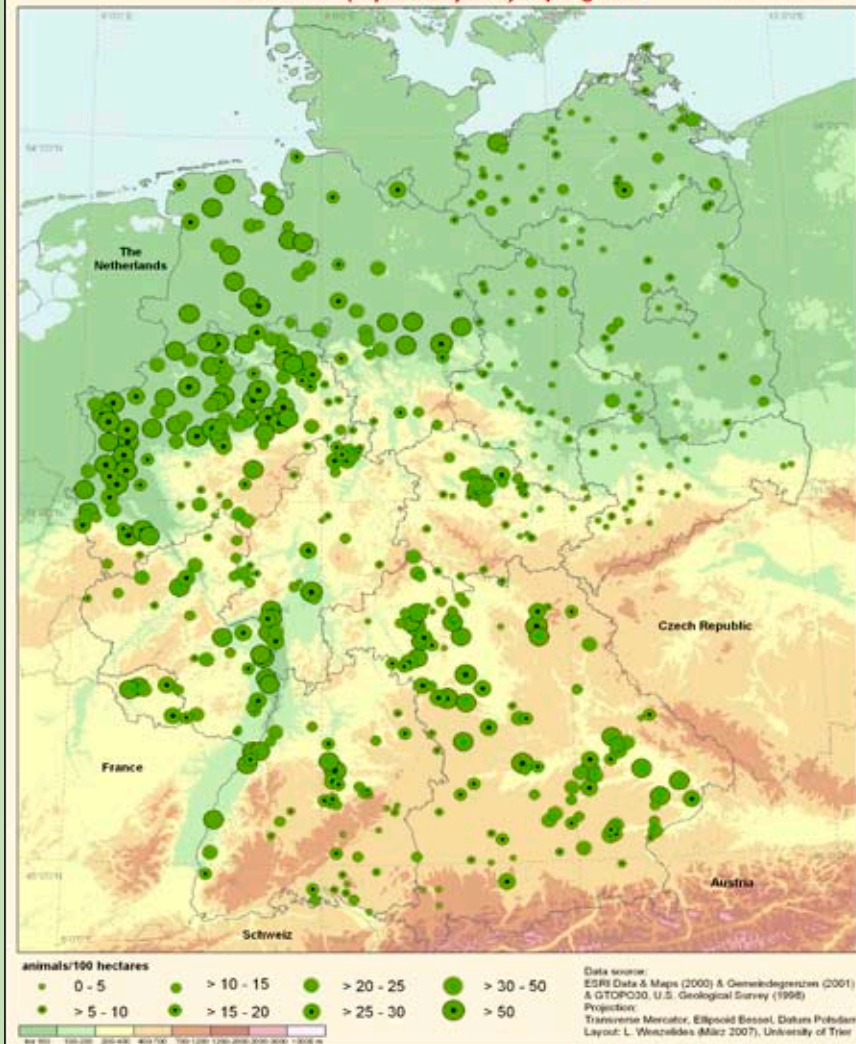 The
Netherlands
Czech Republic
France
Austria
Schweiz
animals/100 hectares
0 - 5
> 10 - 15
> 20 - 25
> 30 - 50
> 5 - 10
> 15 - 20
> 25 - 30
> 50
Data source:
ESRI Data & Maps (2000) & Gemeindegrenzen (2001)
& GTOPO30, U.S. Geological Survey (1998)
Projection:
Transverse Mercator, Ellipsoid Bessel, Datum Potsdam
Layout: L. Wenzelides (März 2007), University of Trier